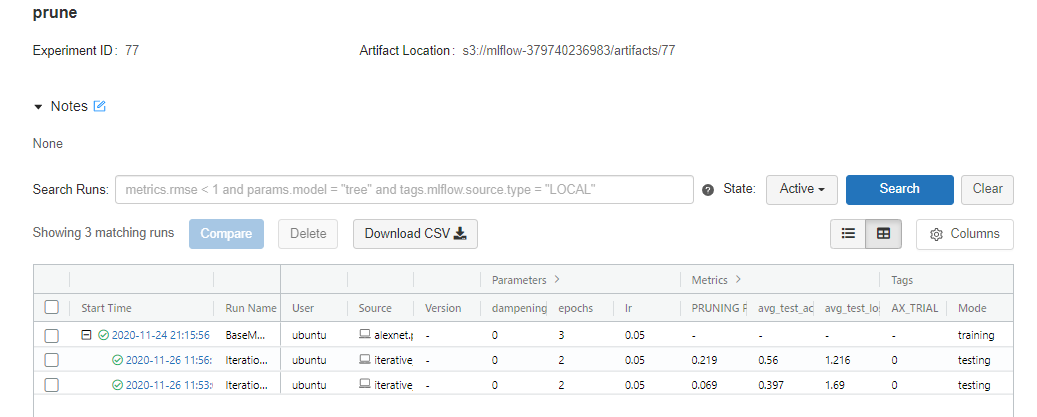 prune
Experiment ID: 77 Artifact Location: s3://mlflow-379740236983/artifacts/77
Notes
None
Search Runs: metrics.rmse < 1 and params.model = "tree" and tags.mlflow.source.type = "LOCAL" ? State: Active Search Clear
Showing 3 matching runs Compare Delete Download CSV Columns
Parameters > Metrics > Tags
Start Time Run Name User Source Version dampening epochs lr PRUNING P avg_test_ac avg_test_lo AX_TRIAL Mode
2020-11-24 21:15:56 BaseM... ubuntu alexnet.p - 0 3 0.05 - - - - training
2020-11-26 11:56: Iteratio... ubuntu iterative_ - 0 2 0.05 0.219 0.56 1.216 0 testing
2020-11-26 11:53: Iteratio... ubuntu iterative_ - 0 2 0.05 0.069 0.397 1.69 0 testing